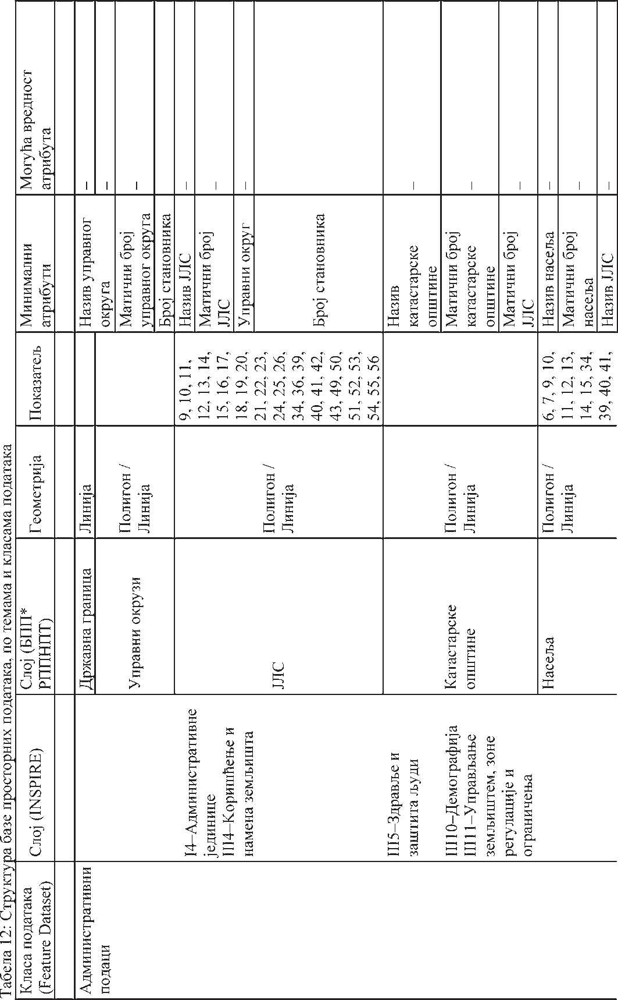 Табела 12: Структура базе просторних података, по темама и класама података
Класа података
(Feature Dataset)
Слој (INSPIRE)
Слој (БПП*
РППНПТ)
Геометрија
Показатељ
Минимални
атрибути
Могућа вредност
атрибута
Административни
подаци
I4–Административне
јединице
III4–Коришћење и
намена земљишта
III5–Здравље и
заштита људи
III10–Демографија
III11–Управљање
земљиштем, зоне
регулације и
ограничења
Државна граница
Линија
Назив управног
округа
–
–
Управни окрузи
Полигон /
Линија
Матични број
управног округа
–
Број становника
ЈЛС
Полигон /
Линија
9, 10, 11,
12, 13, 14,
15, 16, 17,
18, 19, 20,
21, 22, 23,
24, 25, 26,
34, 36, 39,
40, 41, 42,
43, 49, 50,
51, 52, 53,
54, 55, 56
Назив ЈЛС
–
Матични број
ЈЛС
–
Управни округ
–
Број становника
Катастарске
општине
Полигон /
Линија
Назив
катастарске
општине
–
Матични број
катастарске
општине
–
Матични број
ЈЛС
–
Насеља
Полигон /
Линија
6, 7, 9, 10,
11, 12, 13,
14, 15, 34,
39, 40, 41,
Назив насеља
–
Матични број
насеља
–
Назив ЈЛС
–